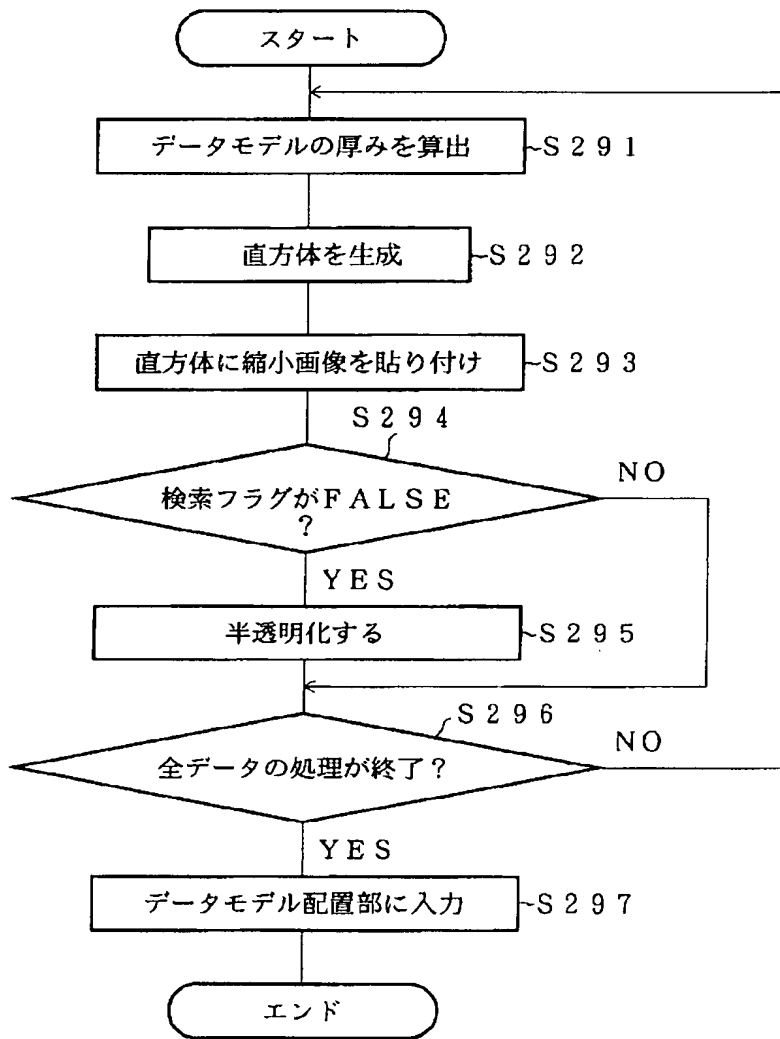 スタート
データモデルの厚みを算出
S291
直方体を生成
S292
直方体に縮小画像を貼り付け
S293
S294
検索フラグがFALSE
?
NO
YES
半透明化する
S295
S296
全データの処理が終了?
NO
YES
データモデル配置部に入力
S297
エンド